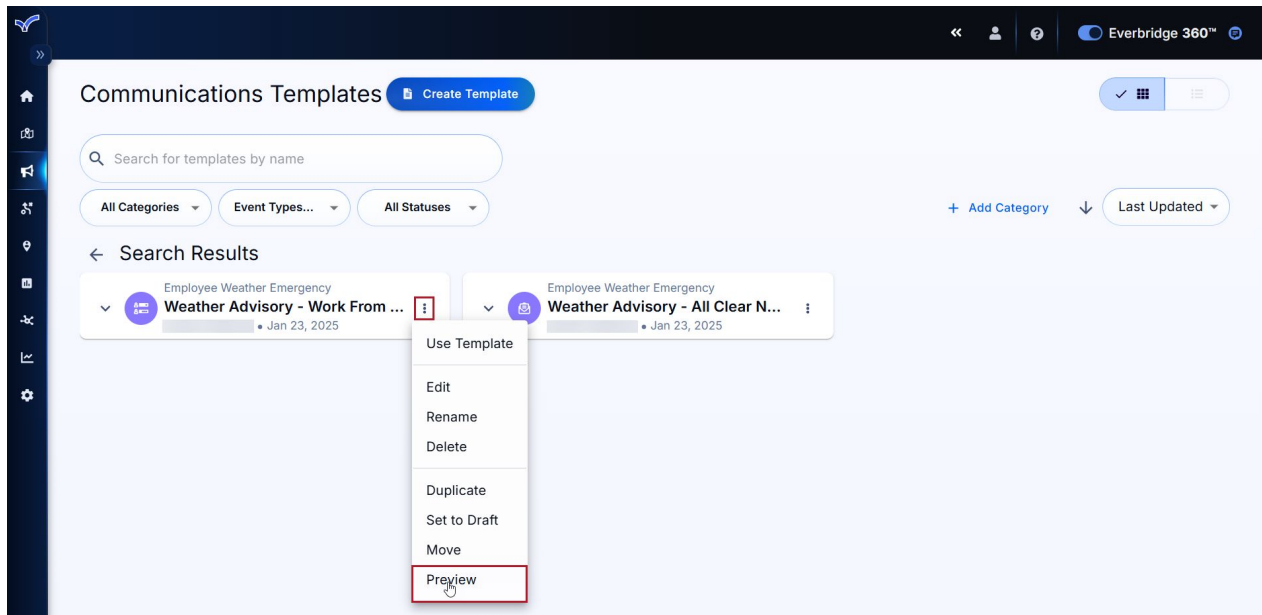 Everbridge 360™
Communications Templates
Create Template
Search for templates by name
All Categories
Event Types...
All Statuses
+ Add Category
Last Updated
Search Results
Employee Weather Emergency
Weather Advisory - Work From ...
• Jan 23, 2025
Employee Weather Emergency
Weather Advisory - All Clear N...
• Jan 23, 2025
Use Template
Edit
Rename
Delete
Duplicate
Set to Draft
Move
Preview